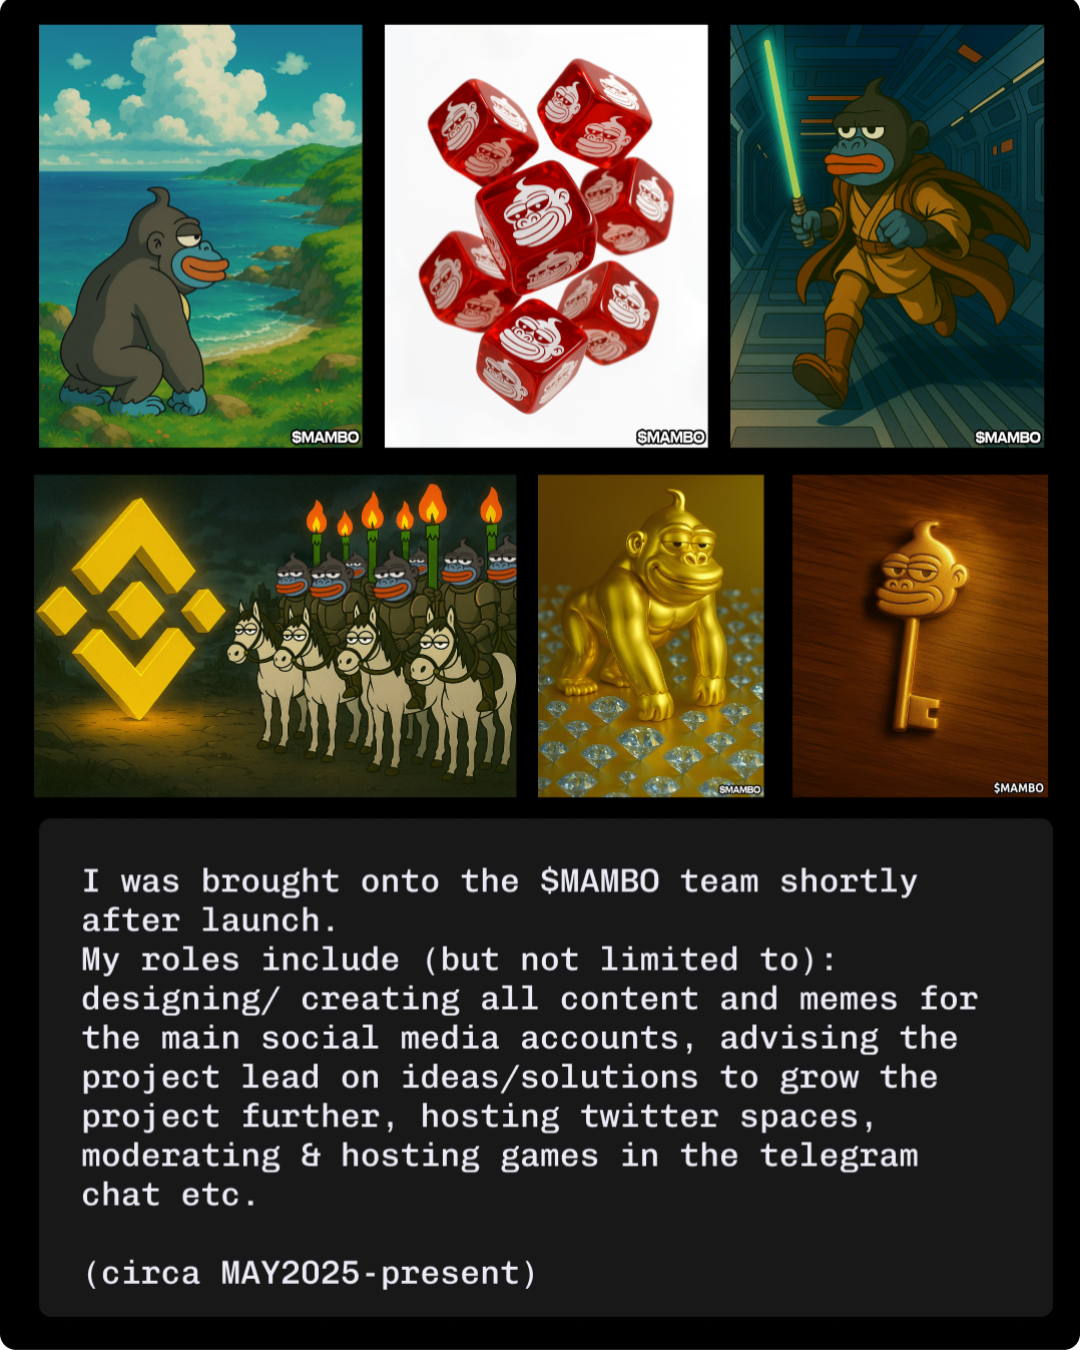 $MAMBO
$MAMBO
$MAMBO
$MAMBO
$MAMBO
I was brought onto the $MAMBO team shortly
after launch.
My roles include (but not limited to):
designing/ creating all content and memes for
the main social media accounts, advising the
project lead on ideas/solutions to grow the
project further, hosting twitter spaces,
moderating & hosting games in the telegram
chat etc.
(circa MAY2025-present)